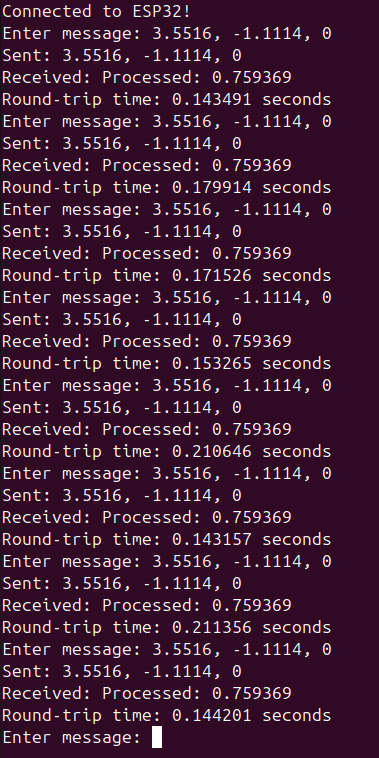 Connected to ESP32!
Enter message: 3.5516, -1.1114, 0
Sent: 3.5516, -1.1114, 0
Received: Processed: 0.759369
Round-trip time: 0.143491 seconds
Enter message: 3.5516, -1.1114, 0
Sent: 3.5516, -1.1114, 0
Received: Processed: 0.759369
Round-trip time: 0.179914 seconds
Enter message: 3.5516, -1.1114, 0
Sent: 3.5516, -1.1114, 0
Received: Processed: 0.759369
Round-trip time: 0.171526 seconds
Enter message: 3.5516, -1.1114, 0
Sent: 3.5516, -1.1114, 0
Received: Processed: 0.759369
Round-trip time: 0.153265 seconds
Enter message: 3.5516, -1.1114, 0
Sent: 3.5516, -1.1114, 0
Received: Processed: 0.759369
Round-trip time: 0.210646 seconds
Enter message: 3.5516, -1.1114, 0
Sent: 3.5516, -1.1114, 0
Received: Processed: 0.759369
Round-trip time: 0.143157 seconds
Enter message: 3.5516, -1.1114, 0
Sent: 3.5516, -1.1114, 0
Received: Processed: 0.759369
Round-trip time: 0.211356 seconds
Enter message: 3.5516, -1.1114, 0
Sent: 3.5516, -1.1114, 0
Received: Processed: 0.759369
Round-trip time: 0.144201 seconds
Enter message: